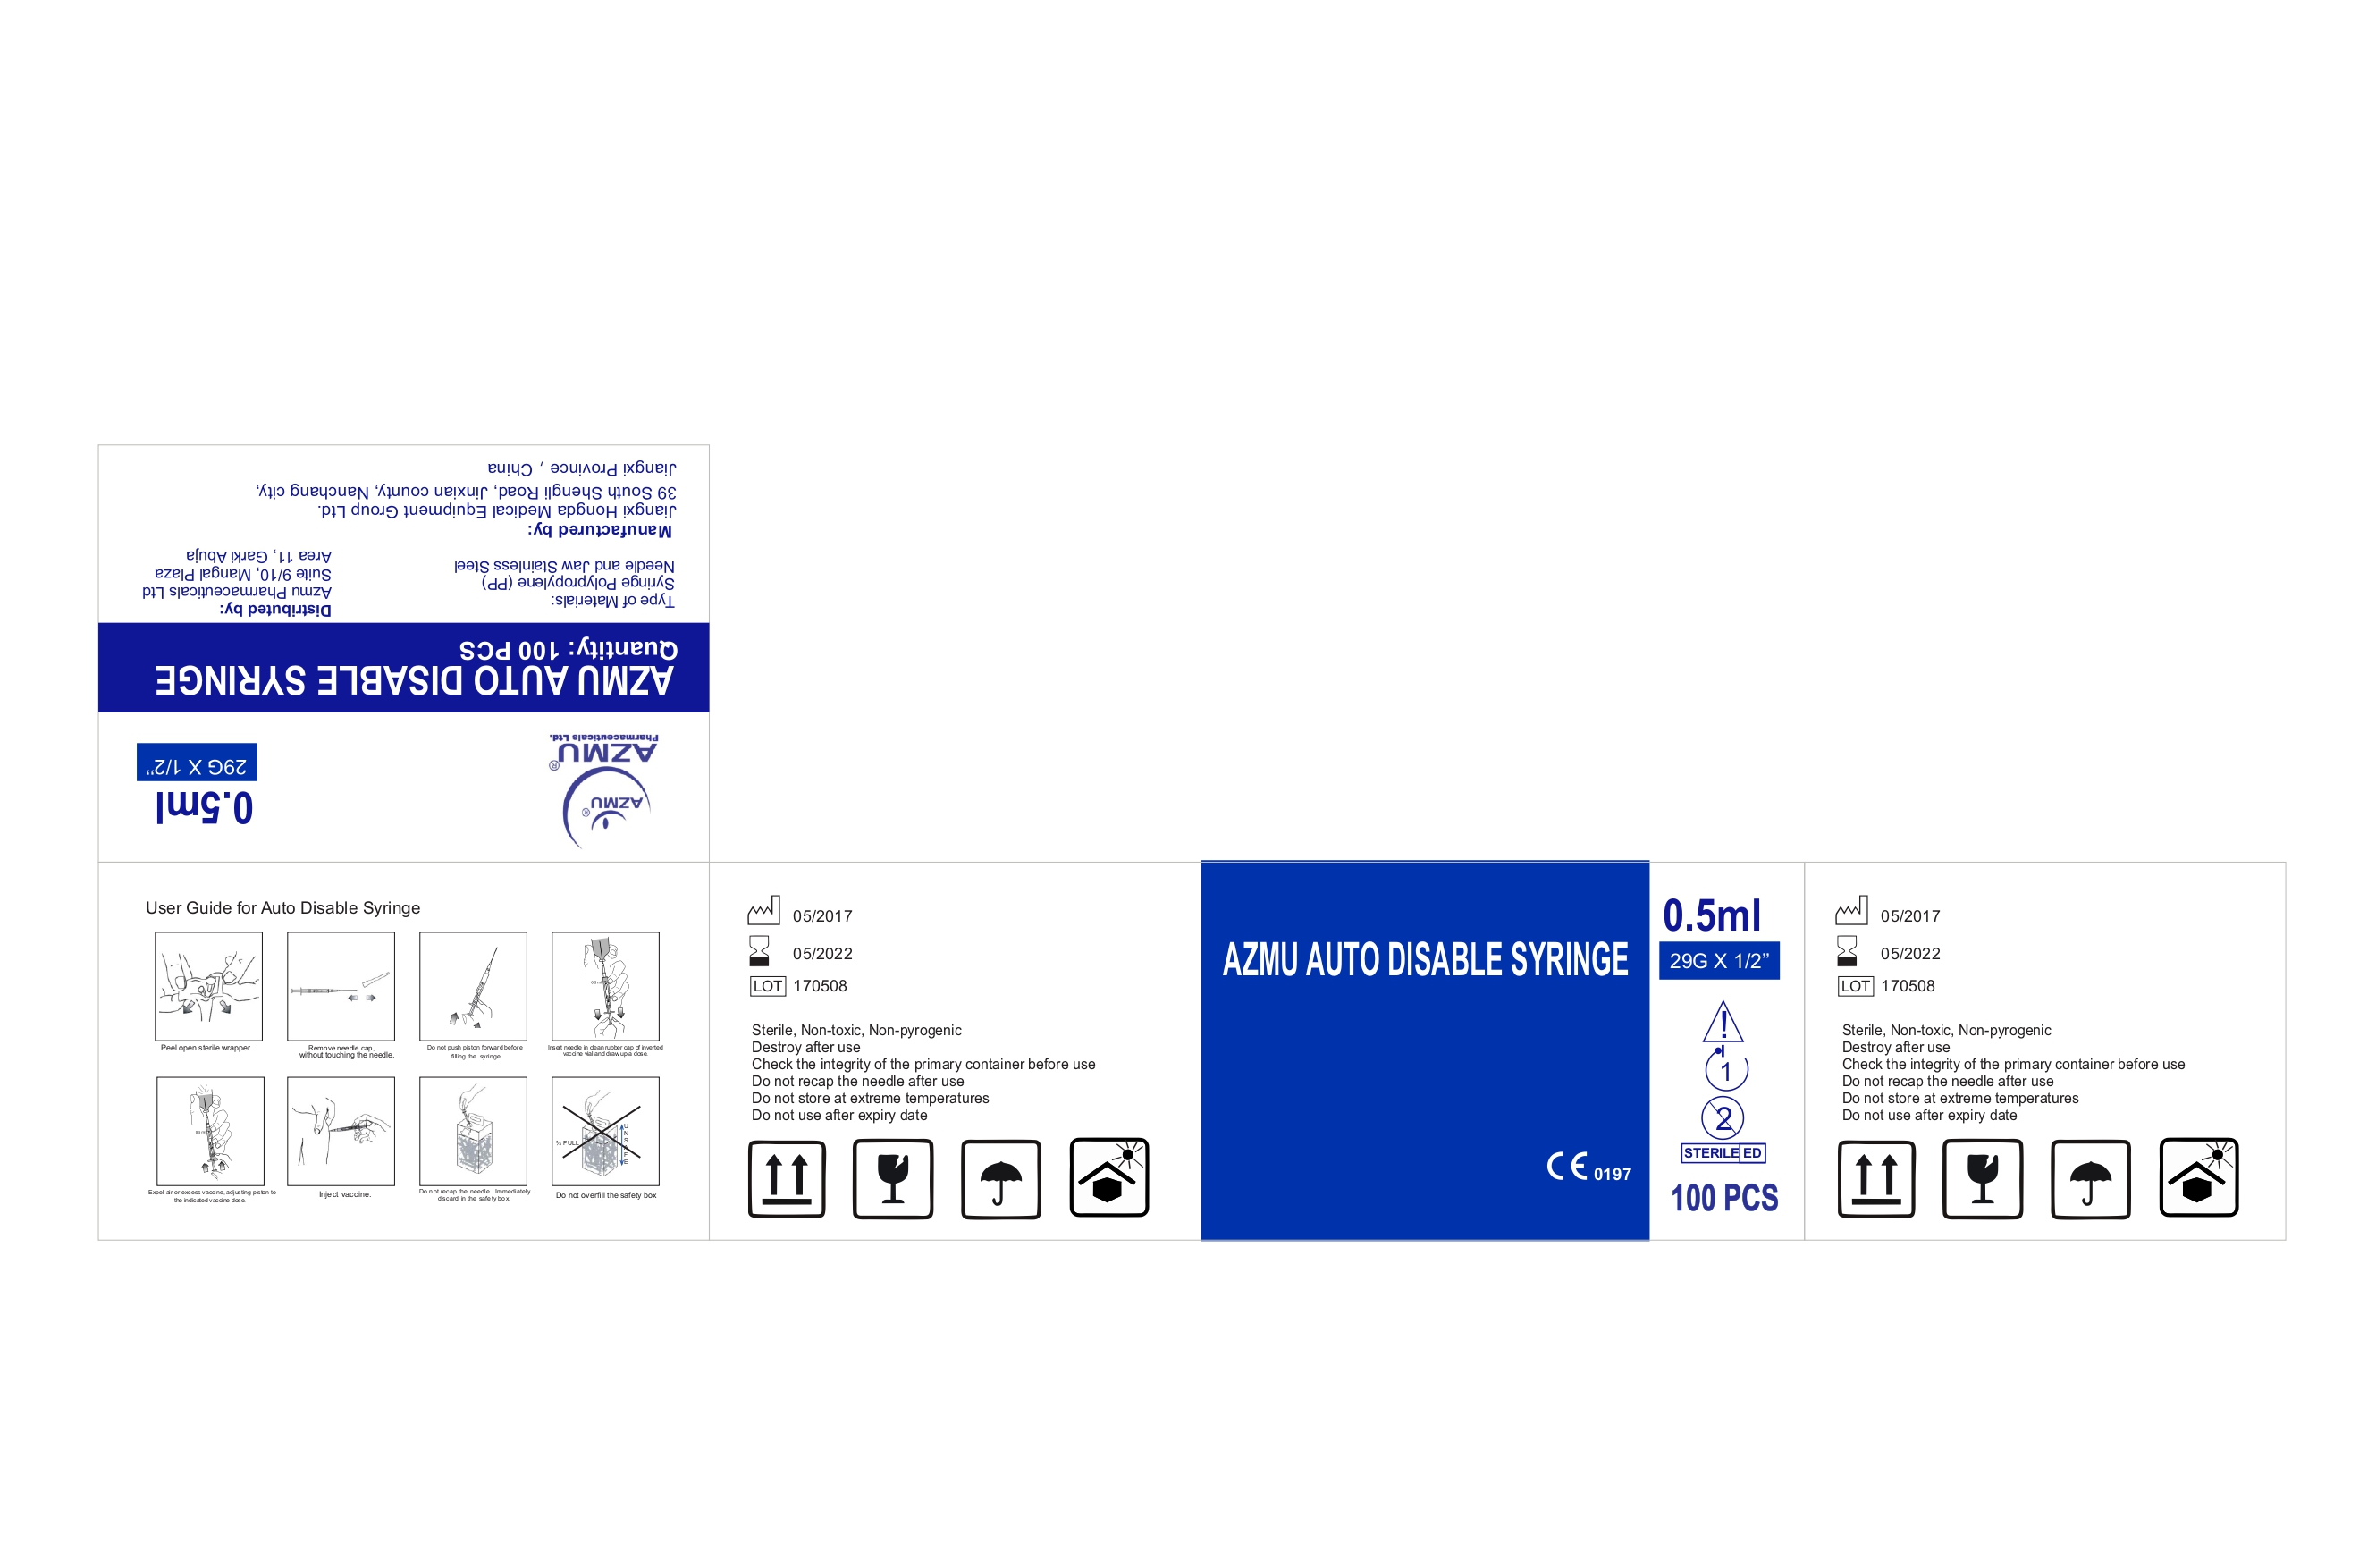 AZMU
®
AZMU®
Pharmaceuticals Ltd.
0.5ml
29G X 1/2”
AZMU AUTO DISABLE SYRINGE
Quantity: 100 PCS
Type of Materials:
Syringe Polypropylene (PP)
Needle and Jaw Stainless Steel
Distributed by:
Azmu Pharmaceuticals Ltd
Suite 9/10, Mangal Plaza
Area 11, Garki Abuja
Manufactured by:
Jiangxi Hongda Medical Equipment Group Ltd.
39 South Shengli Road, Jinxian county, Nanchang city,
Jiangxi Province , China
User Guide for Auto Disable Syringe
Peel open sterile wrapper.
Remove needle cap,
without touching the needle.
Do not push piston forward before
filling the syringe
0.5 ml
Insert needle in clean rubber cap of inverted
vaccine vial and draw up a dose.
0.5 ml
Expel air or excess vaccine, adjusting piston to
the indicated vaccine dose.
Inject vaccine.
Do not recap the needle. Immediately
discard in the safety box.
¾ FULL
UNSAFE
Do not overfill the safety box
05/2017
05/2022
LOT 170508
Sterile, Non-toxic, Non-pyrogenic
Destroy after use
Check the integrity of the primary container before use
Do not recap the needle after use
Do not store at extreme temperatures
Do not use after expiry date
AZMU AUTO DISABLE SYRINGE
CE 0197
0.5ml
29G X 1/2”
!
1
2
STERILE ED
100 PCS
05/2017
05/2022
LOT 170508
Sterile, Non-toxic, Non-pyrogenic
Destroy after use
Check the integrity of the primary container before use
Do not recap the needle after use
Do not store at extreme temperatures
Do not use after expiry date